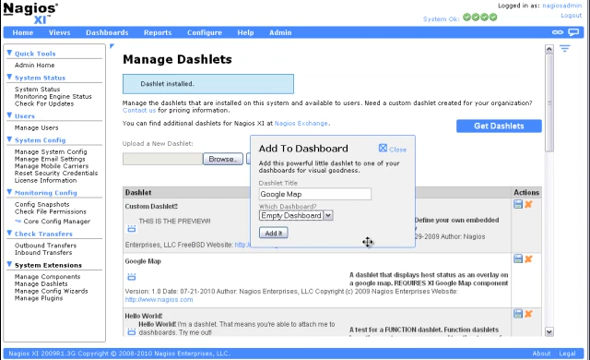 Nagios®
XI™
Logged in as: nagiosadmin
System Ok:
Logout
Home Views Dashboards Reports Configure Help Admin
Quick Tools
Admin Home
System Status
System Status
Monitoring Engine Status
Check For Updates
Users
Manage Users
System Config
Manage System Config
Manage Email Settings
Manage Mobile Carriers
Reset Security Credentials
License Information
Monitoring Config
Config Snapshots
Check File Permissions
Core Config Manager
Check Transfers
Outbound Transfers
Inbound Transfers
System Extensions
Manage Components
Manage Dashlets
Manage Config Wizards
Manage Plugins
Manage Dashlets
Dashlet installed.
Manage the dashlets that are installed on this system and available to users. Need a custom dashlet created for your organization?
Contact us for pricing information.
You can find additional dashlets for Nagios XI at Nagios Exchange.
Get Dashlets
Upload a New Dashlet:
Browse..
Add To Dashboard
Close
Add this powerful little dashlet to one of your
dashboards for visual goodness.
Dashlet Title
Google Map
Which Dashboard?
Empty Dashboard
Add It
Dashlet
Actions
Custom Dashlet!!
THIS IS THE PREVIEW!
Define your own embedded
-29-2009 Author: Nagios
Enterprises, LLC FreeBSD Website: http:/
Google Map
A dashlet that displays host status as an overlay on
a google map. REQUIRES XI Google Map component
Version: 1.0 Date: 07-21-2010 Author: Nagios Enterprises, LLC Copyright (c) 2009 Nagios Enterprises Website:
http://www.nagios.com
Hello World!
Hello World! I'm a dashlet. That means you're able to attach me to
dashboards. Try me out!
A test for a FUNCTION dashlet. Function dashlets
Nagios XI 2009R1.3G Copyright © 2008-2010 Nagios Enterprises, LLC.
About Legal